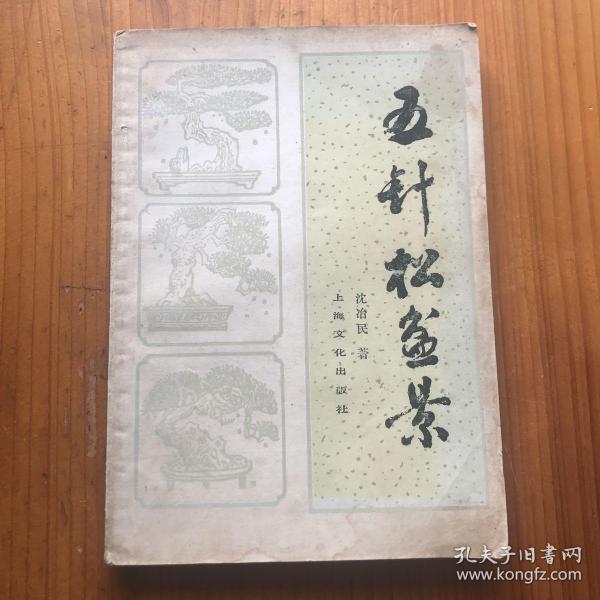 五针松盆景
沈冶民 著
上海文化出版社
孔夫子旧书网
www.kongfz.com